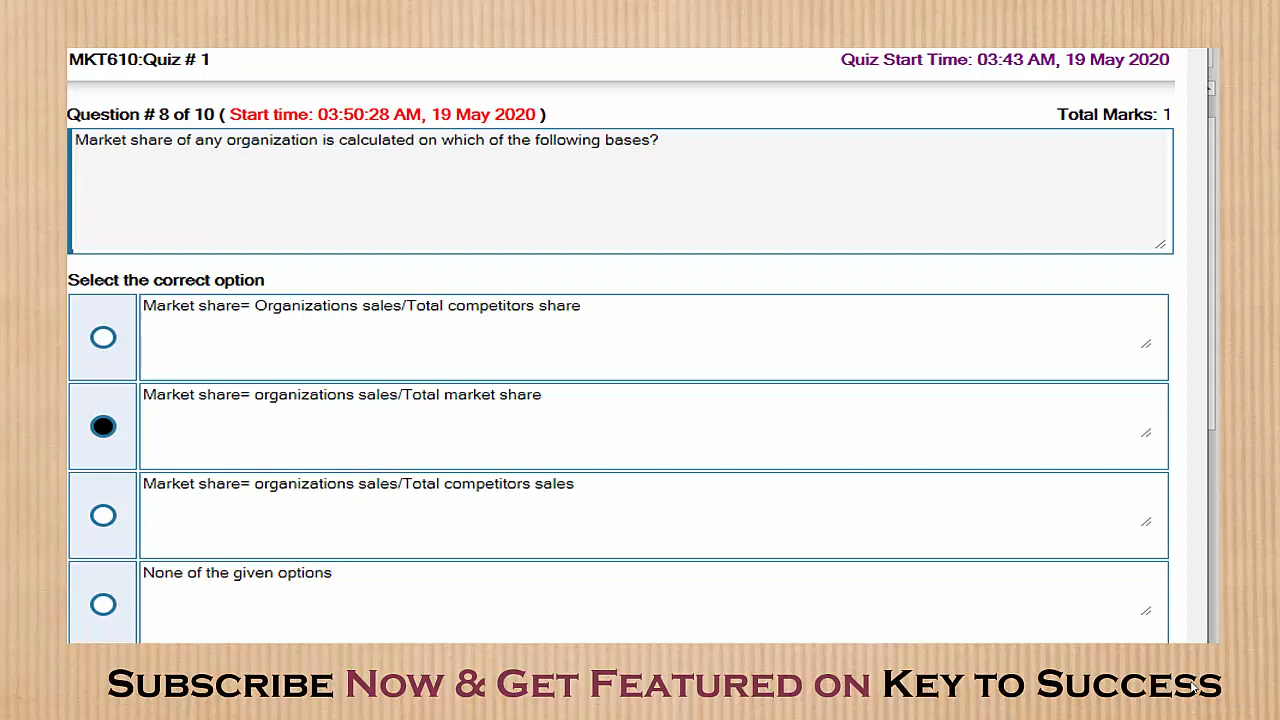 MKT610:Quiz # 1
Quiz Start Time: 03:43 AM, 19 May 2020
Question # 8 of 10 ( Start time: 03:50:28 AM, 19 May 2020 )
Total Marks: 1
Market share of any organization is calculated on which of the following bases?
Select the correct option
Market share= Organizations sales/Total competitors share
Market share= organizations sales/Total market share
Market share= organizations sales/Total competitors sales
None of the given options
Subscribe Now & Get Featured on Key to Success